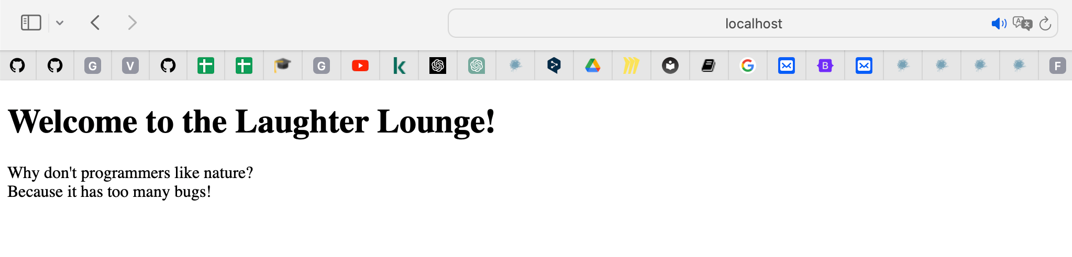 localhost
G
V
G
B
F
Welcome to the Laughter Lounge!
Why don't programmers like nature?
Because it has too many bugs!